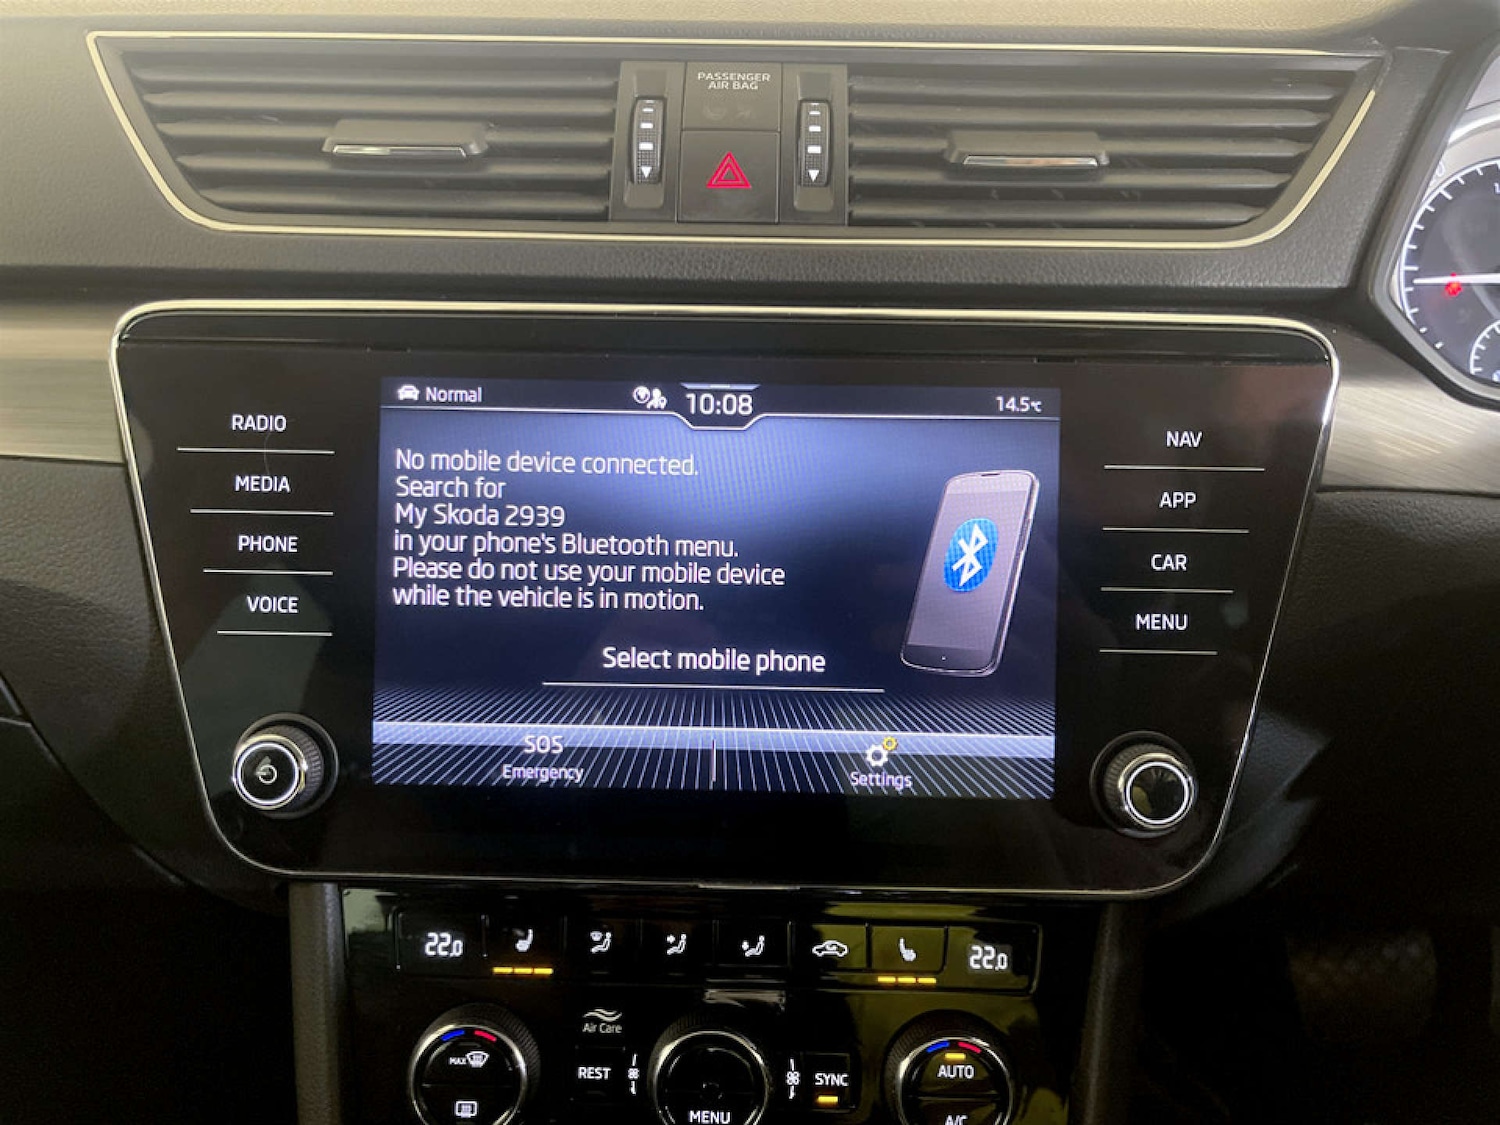 PASSENGER
AIR BAG
Normal
10:08
14.5°C
RADIO
MEDIA
PHONE
VOICE
No mobile device connected.
Search for
My Skoda 2939
in your phone's Bluetooth menu.
Please do not use your mobile device
while the vehicle is in motion.
Select mobile phone
SOS
Emergency
Settings
NAV
APP
CAR
MENU
22.0
22.0
Air Care
MAX
REST
MENU
SYNC
AUTO
A/C